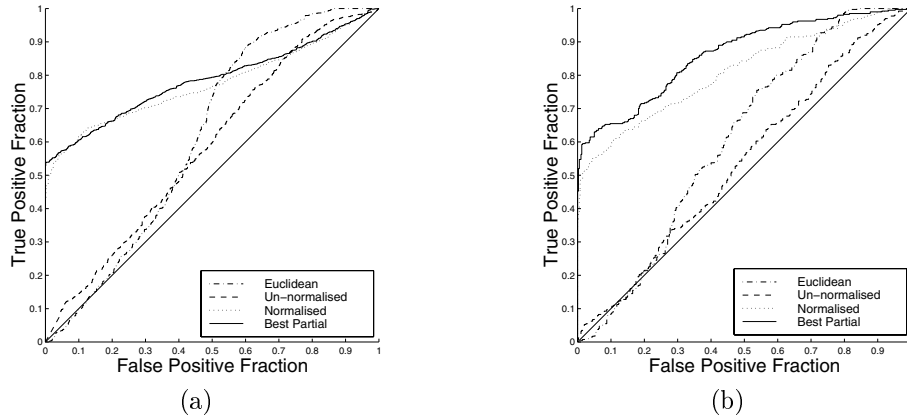 1
0.9
0.8
0.7
0.6
0.5
0.4
0.3
0.2
0.1
0
True Positive Fraction
Euclidean
Un-normalised
Normalised
Best Partial
0 0.1 0.2 0.3 0.4 0.5 0.6 0.7 0.8 0.9 1
False Positive Fraction
(a)
1
0.9
0.8
0.7
0.6
0.5
0.4
0.3
0.2
0.1
0
True Positive Fraction
Euclidean
Un-normalised
Normalised
Best Partial
0 0.1 0.2 0.3 0.4 0.5 0.6 0.7 0.8 0.9
False Positive Fraction
(b)